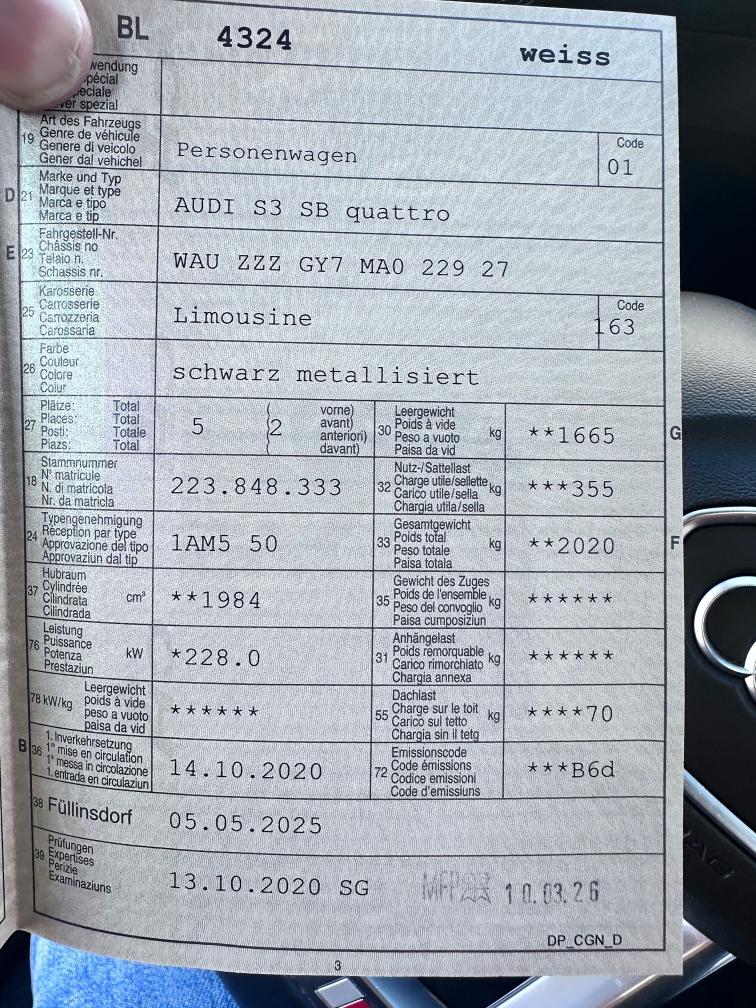 BL 4324 weiss
wendung
pécial
peciale
ver spezial
19 Art des Fahrzeugs
Genre de véhicule
Genere di veicolo
Gener dal vehichel
Personenwagen
Code
01
D 21 Marke und Typ
Marque et type
Marca e tipo
Marca e tip
AUDI S3 SB quattro
E 23 Fahrgestell-Nr.
Châssis no
Telaio n.
Schassis nr.
WAU ZZZ GY7 MA0 229 27
25 Karosserie
Carrosserie
Carrozzeria
Carossaria
Limousine
Code
163
26 Farbe
Couleur
Colore
Colur
schwarz metallisiert
27 Plätze: Total
Places: Total
Posti: Totale
Plazs: Total
5 (2
vorne)
avant)
anteriori)
davant)
30 Leergewicht
Poids à vide
Peso a vuoto
Paisa da vid
kg
**1665
G
18 Stammnummer
N° matricule
N. di matricola
Nr. da matricla
223.848.333
32 Nutz-/Sattellast
Charge utile/sellette
Carico utile/sella
Chargia utila/sella
kg
***355
24 Typengenehmigung
Réception par type
Approvazione del tipo
Approvaziun dal tip
1AM5 50
33 Gesamtgewicht
Poids total
Peso totale
Paisa totala
kg
**2020
F
37 Hubraum
Cylindrée
Cilindrata
Cilindrada
cm³
**1984
35 Gewicht des Zuges
Poids de l'ensemble
Peso del convoglio
Paisa cumposiziun
kg
******
76 Leistung
Puissance
Potenza
Prestaziun
kW
*228.0
31 Anhängelast
Poids remorquable
Carico rimorchiato
Chargia annexa
kg
******
78 kW/kg
Leergewicht
poids à vide
peso a vuoto
paisa da vid
******
55 Dachlast
Charge sur le toit
Carico sul tetto
Chargia sin il tetg
kg
****70
B 36 1. Inverkehrsetzung
1re mise en circulation
1a messa in circolazione
1. entrada en circulaziun
14.10.2020
72 Emissionscode
Code émissions
Codice emissioni
Code d'emissiuns
***B6d
38 Füllinsdorf 05.05.2025
39 Prüfungen
Expertises
Perizie
Examinaziuns
13.10.2020 SG
MFP
10.03.26
DP_CGN_D
3